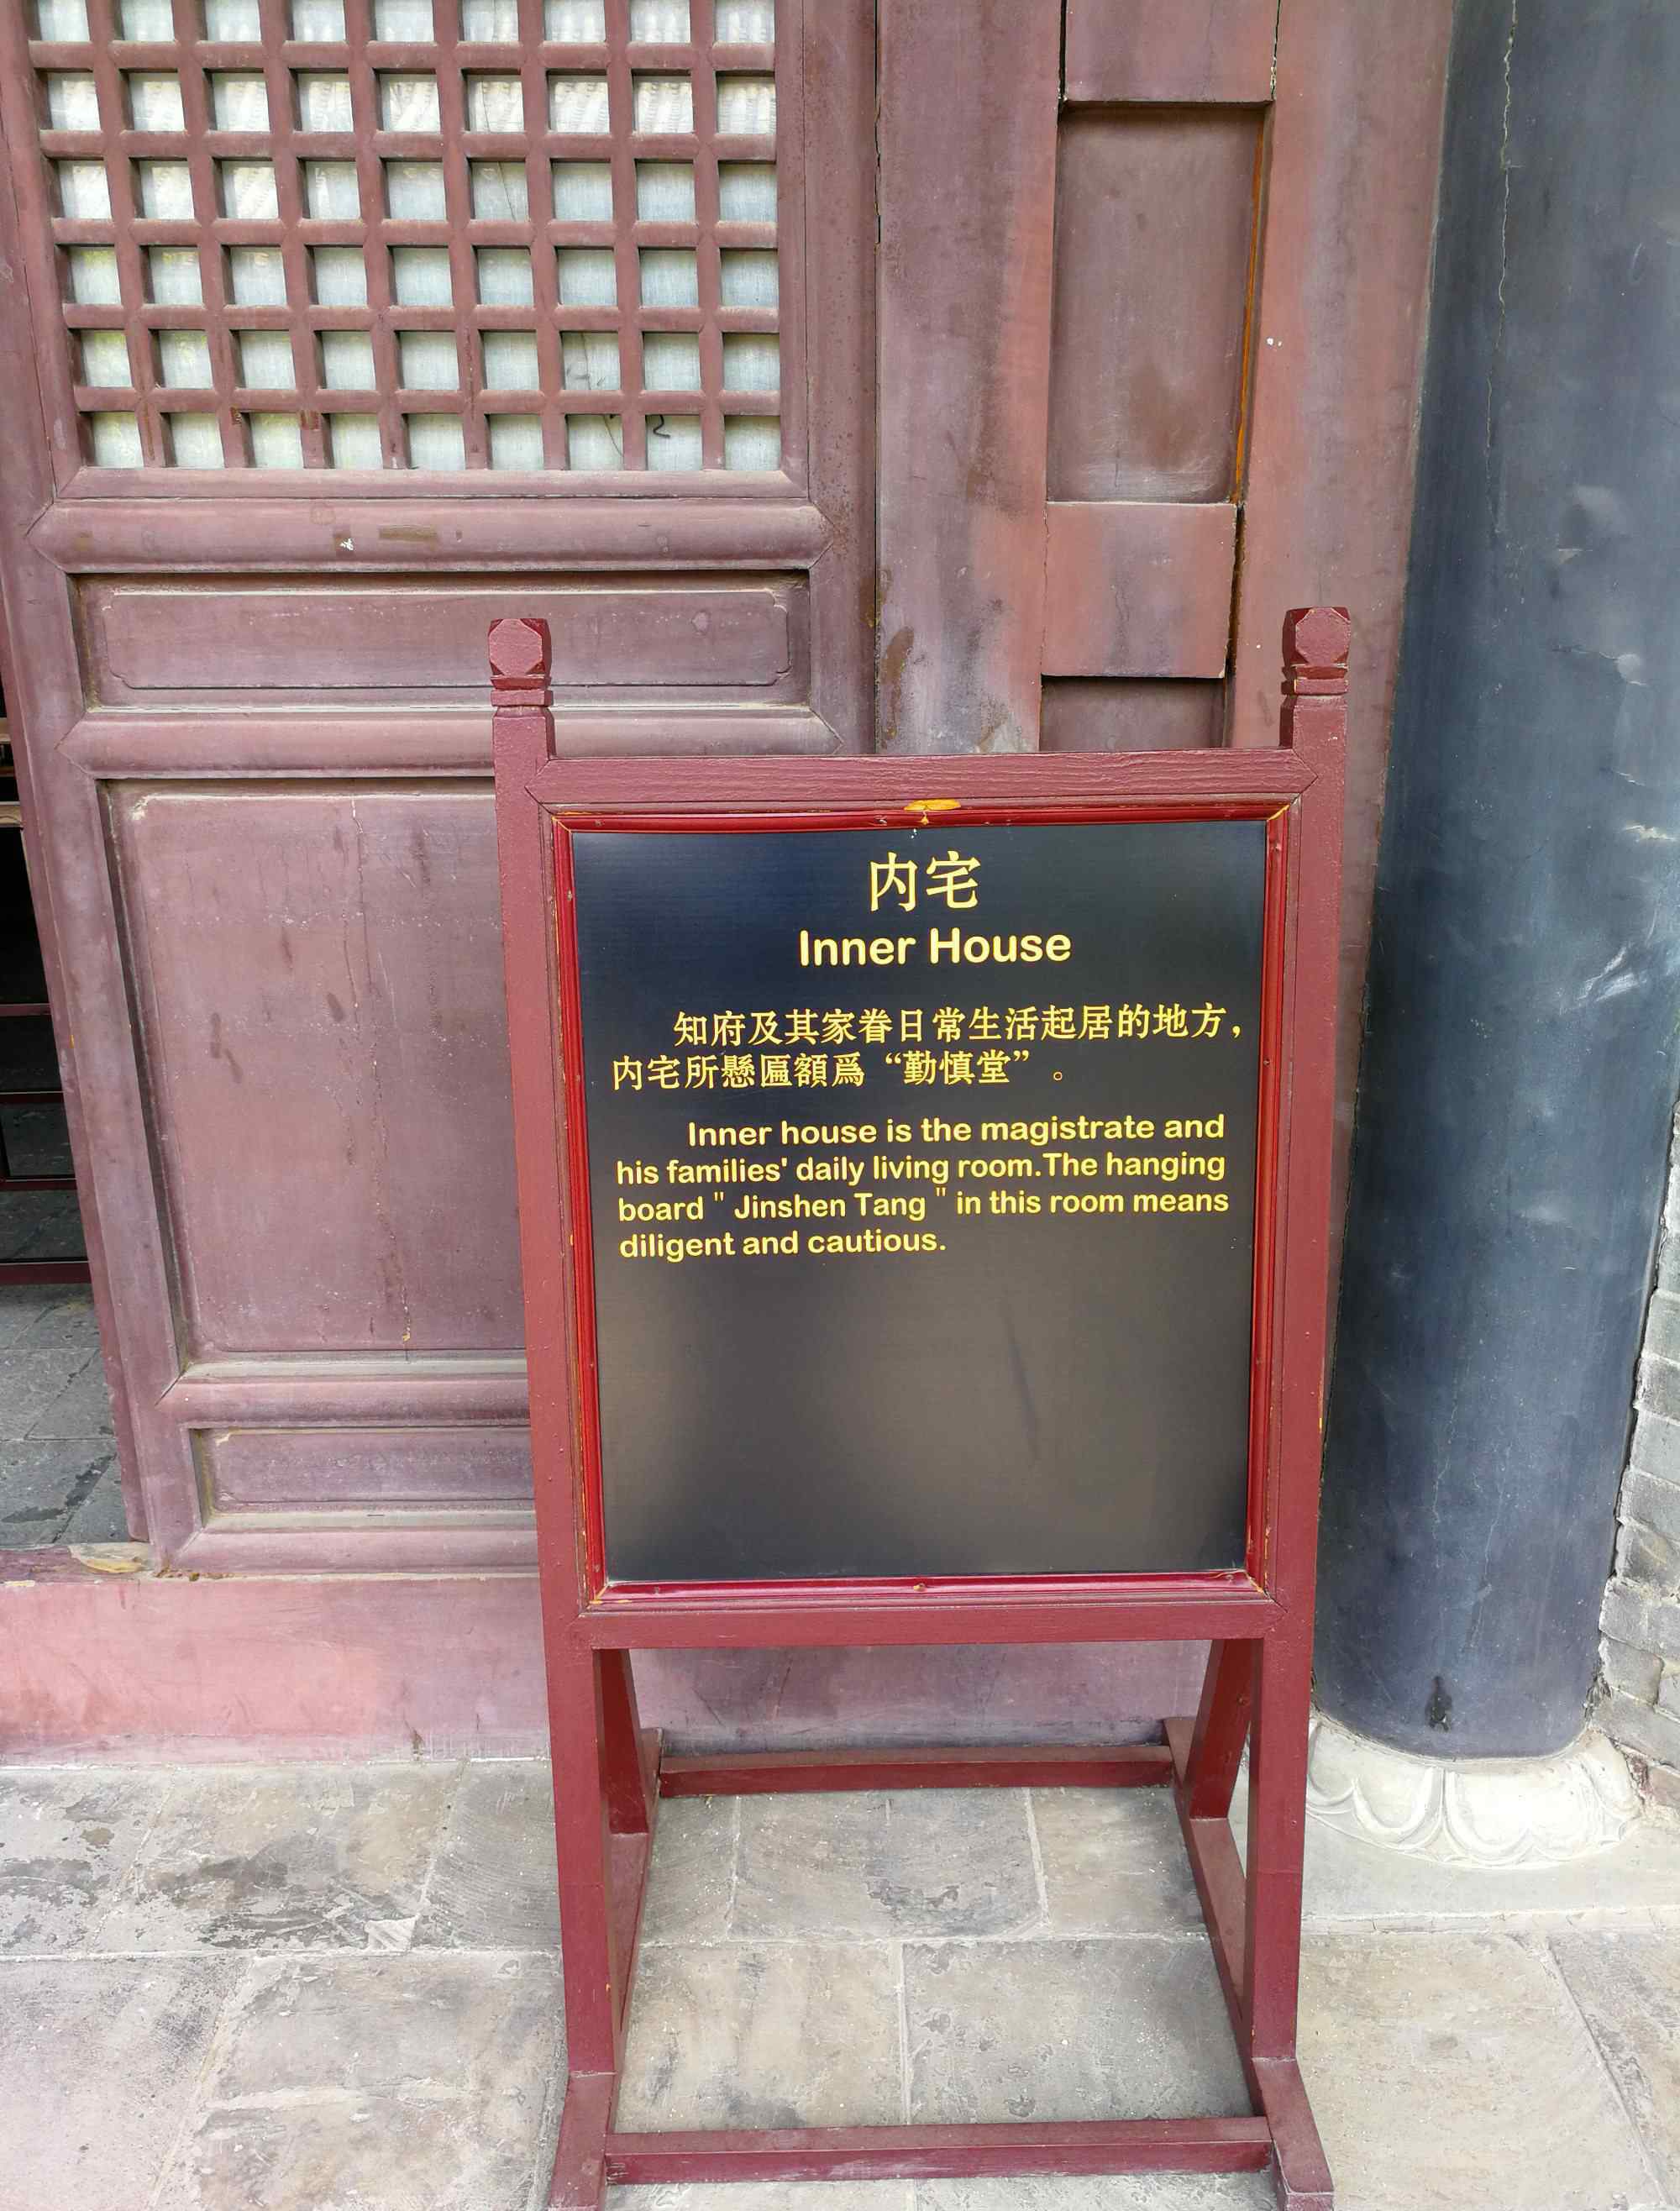 内宅
Inner House
知府及其家眷日常生活起居的地方，
内宅所懸匾額爲“勤慎堂”。
Inner house is the magistrate and
his families' daily living room.The hanging
board " Jinshen Tang " in this room means
diligent and cautious.